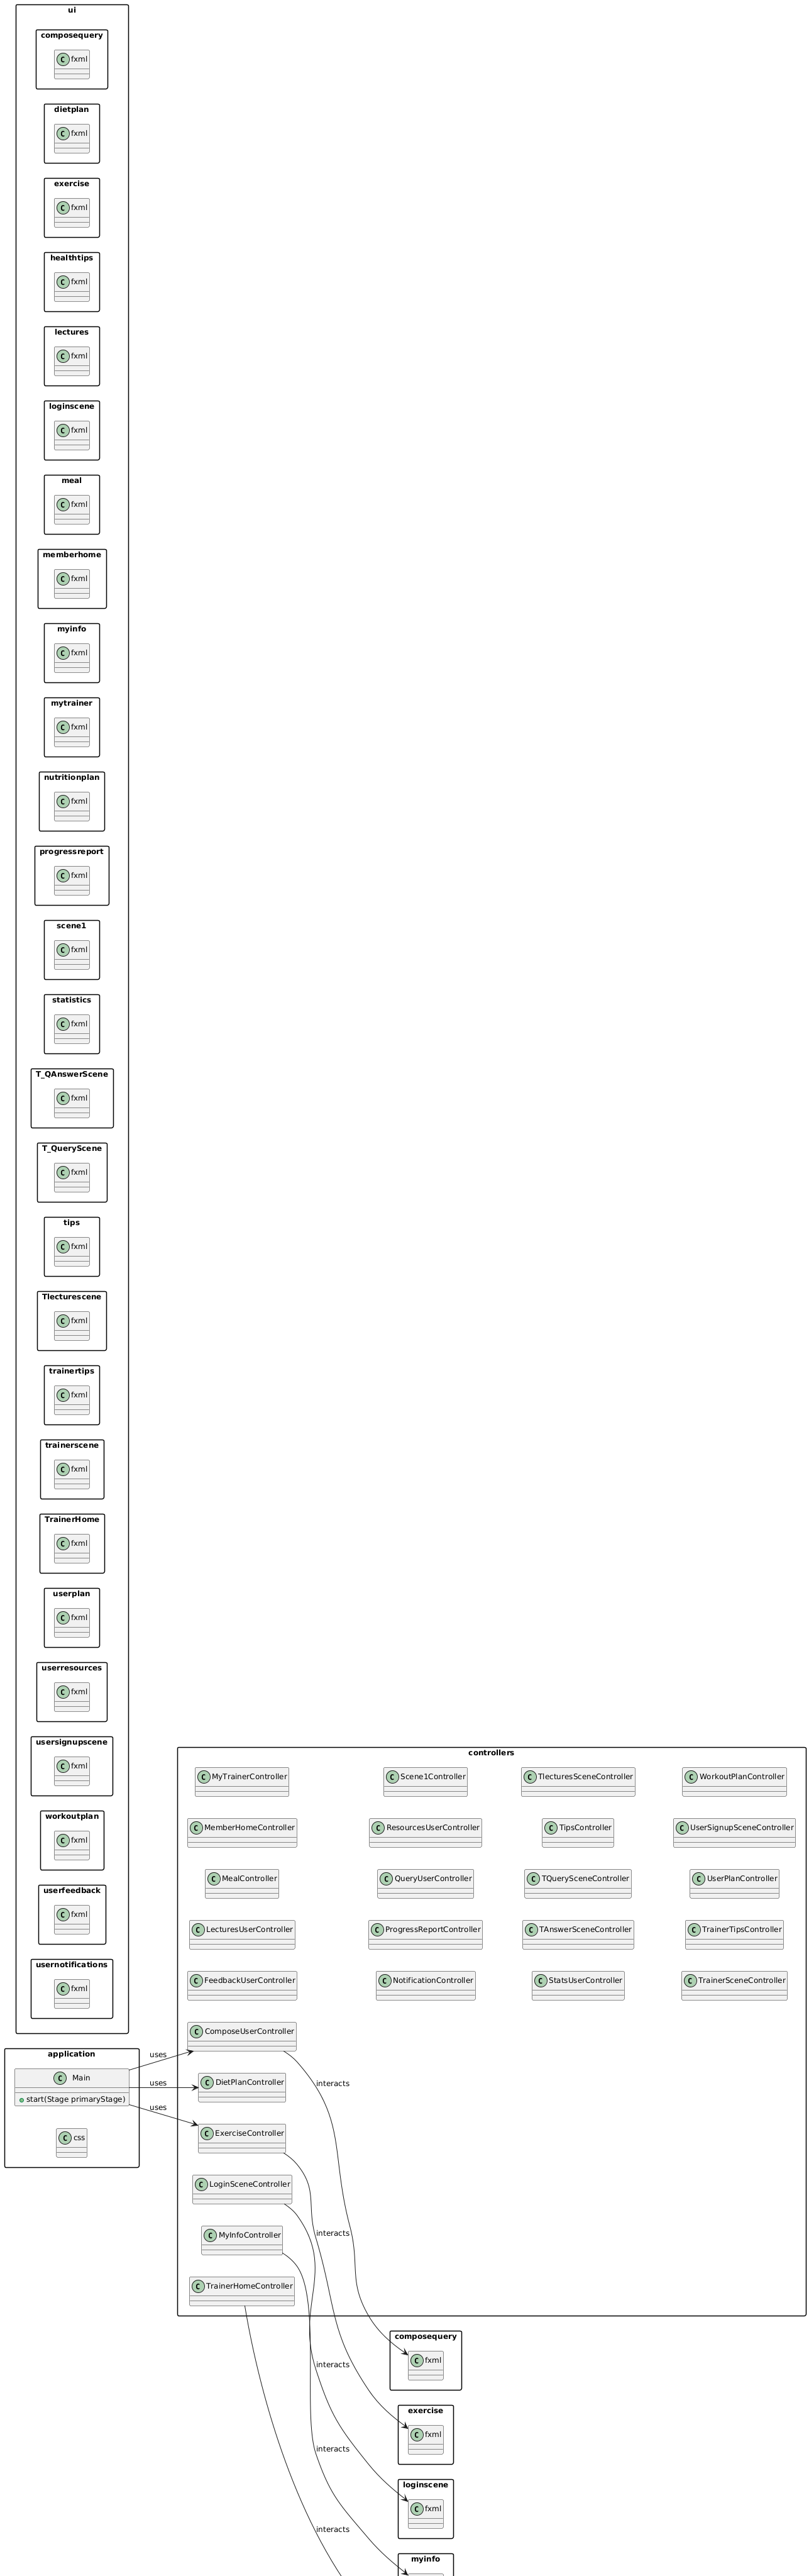 ui
composequery
C fxml
dietplan
C fxml
exercise
C fxml
healthtips
C fxml
lectures
C fxml
loginscene
C fxml
meal
C fxml
memberhome
C fxml
myinfo
C fxml
mytrainer
C fxml
nutritionplan
C fxml
progressreport
C fxml
scene1
C fxml
statistics
C fxml
T_QAnswerScene
C fxml
T_QueryScene
C fxml
tips
C fxml
Tlecturescene
C fxml
trainertips
C fxml
trainerscene
C fxml
TrainerHome
C fxml
userplan
C fxml
userresources
C fxml
usersignupscene
C fxml
workoutplan
C fxml
userfeedback
C fxml
usernotifications
C fxml
application
C Main
start(Stage primaryStage)
C css
uses
uses
uses
controllers
C MyTrainerController
C Scene1Controller
C TlecturesSceneController
C WorkoutPlanController
C MemberHomeController
C ResourcesUserController
C TipsController
C UserSignupSceneController
C MealController
C QueryUserController
C TQuerySceneController
C UserPlanController
C LecturesUserController
C ProgressReportController
C TAnswerSceneController
C TrainerTipsController
C FeedbackUserController
C NotificationController
C StatsUserController
C TrainerSceneController
C ComposeUserController
C DietPlanController
C ExerciseController
C LoginSceneController
C MyInfoController
C TrainerHomeController
interacts
interacts
interacts
interacts
interacts
composequery
C fxml
exercise
C fxml
loginscene
C fxml
myinfo